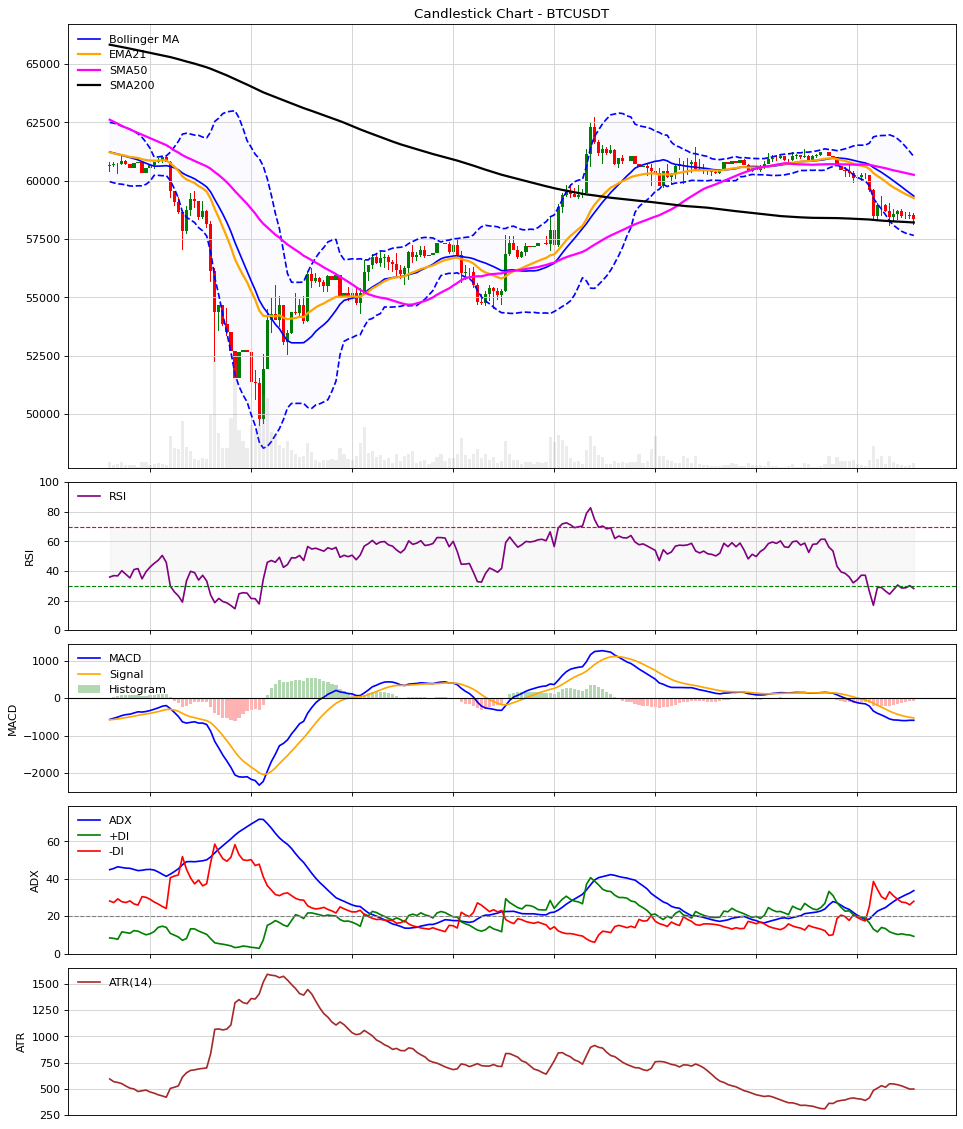 Candlestick Chart - BTCUSDT
Bollinger MA
EMA21
SMA50
SMA200
65000
62500
60000
57500
55000
52500
50000
RSI
RSI
100
80
60
40
20
0
MACD
Signal
Histogram
MACD
1000
0
−1000
−2000
ADX
+DI
-DI
ADX
60
40
20
0
ATR(14)
ATR
1500
1250
1000
750
500
250